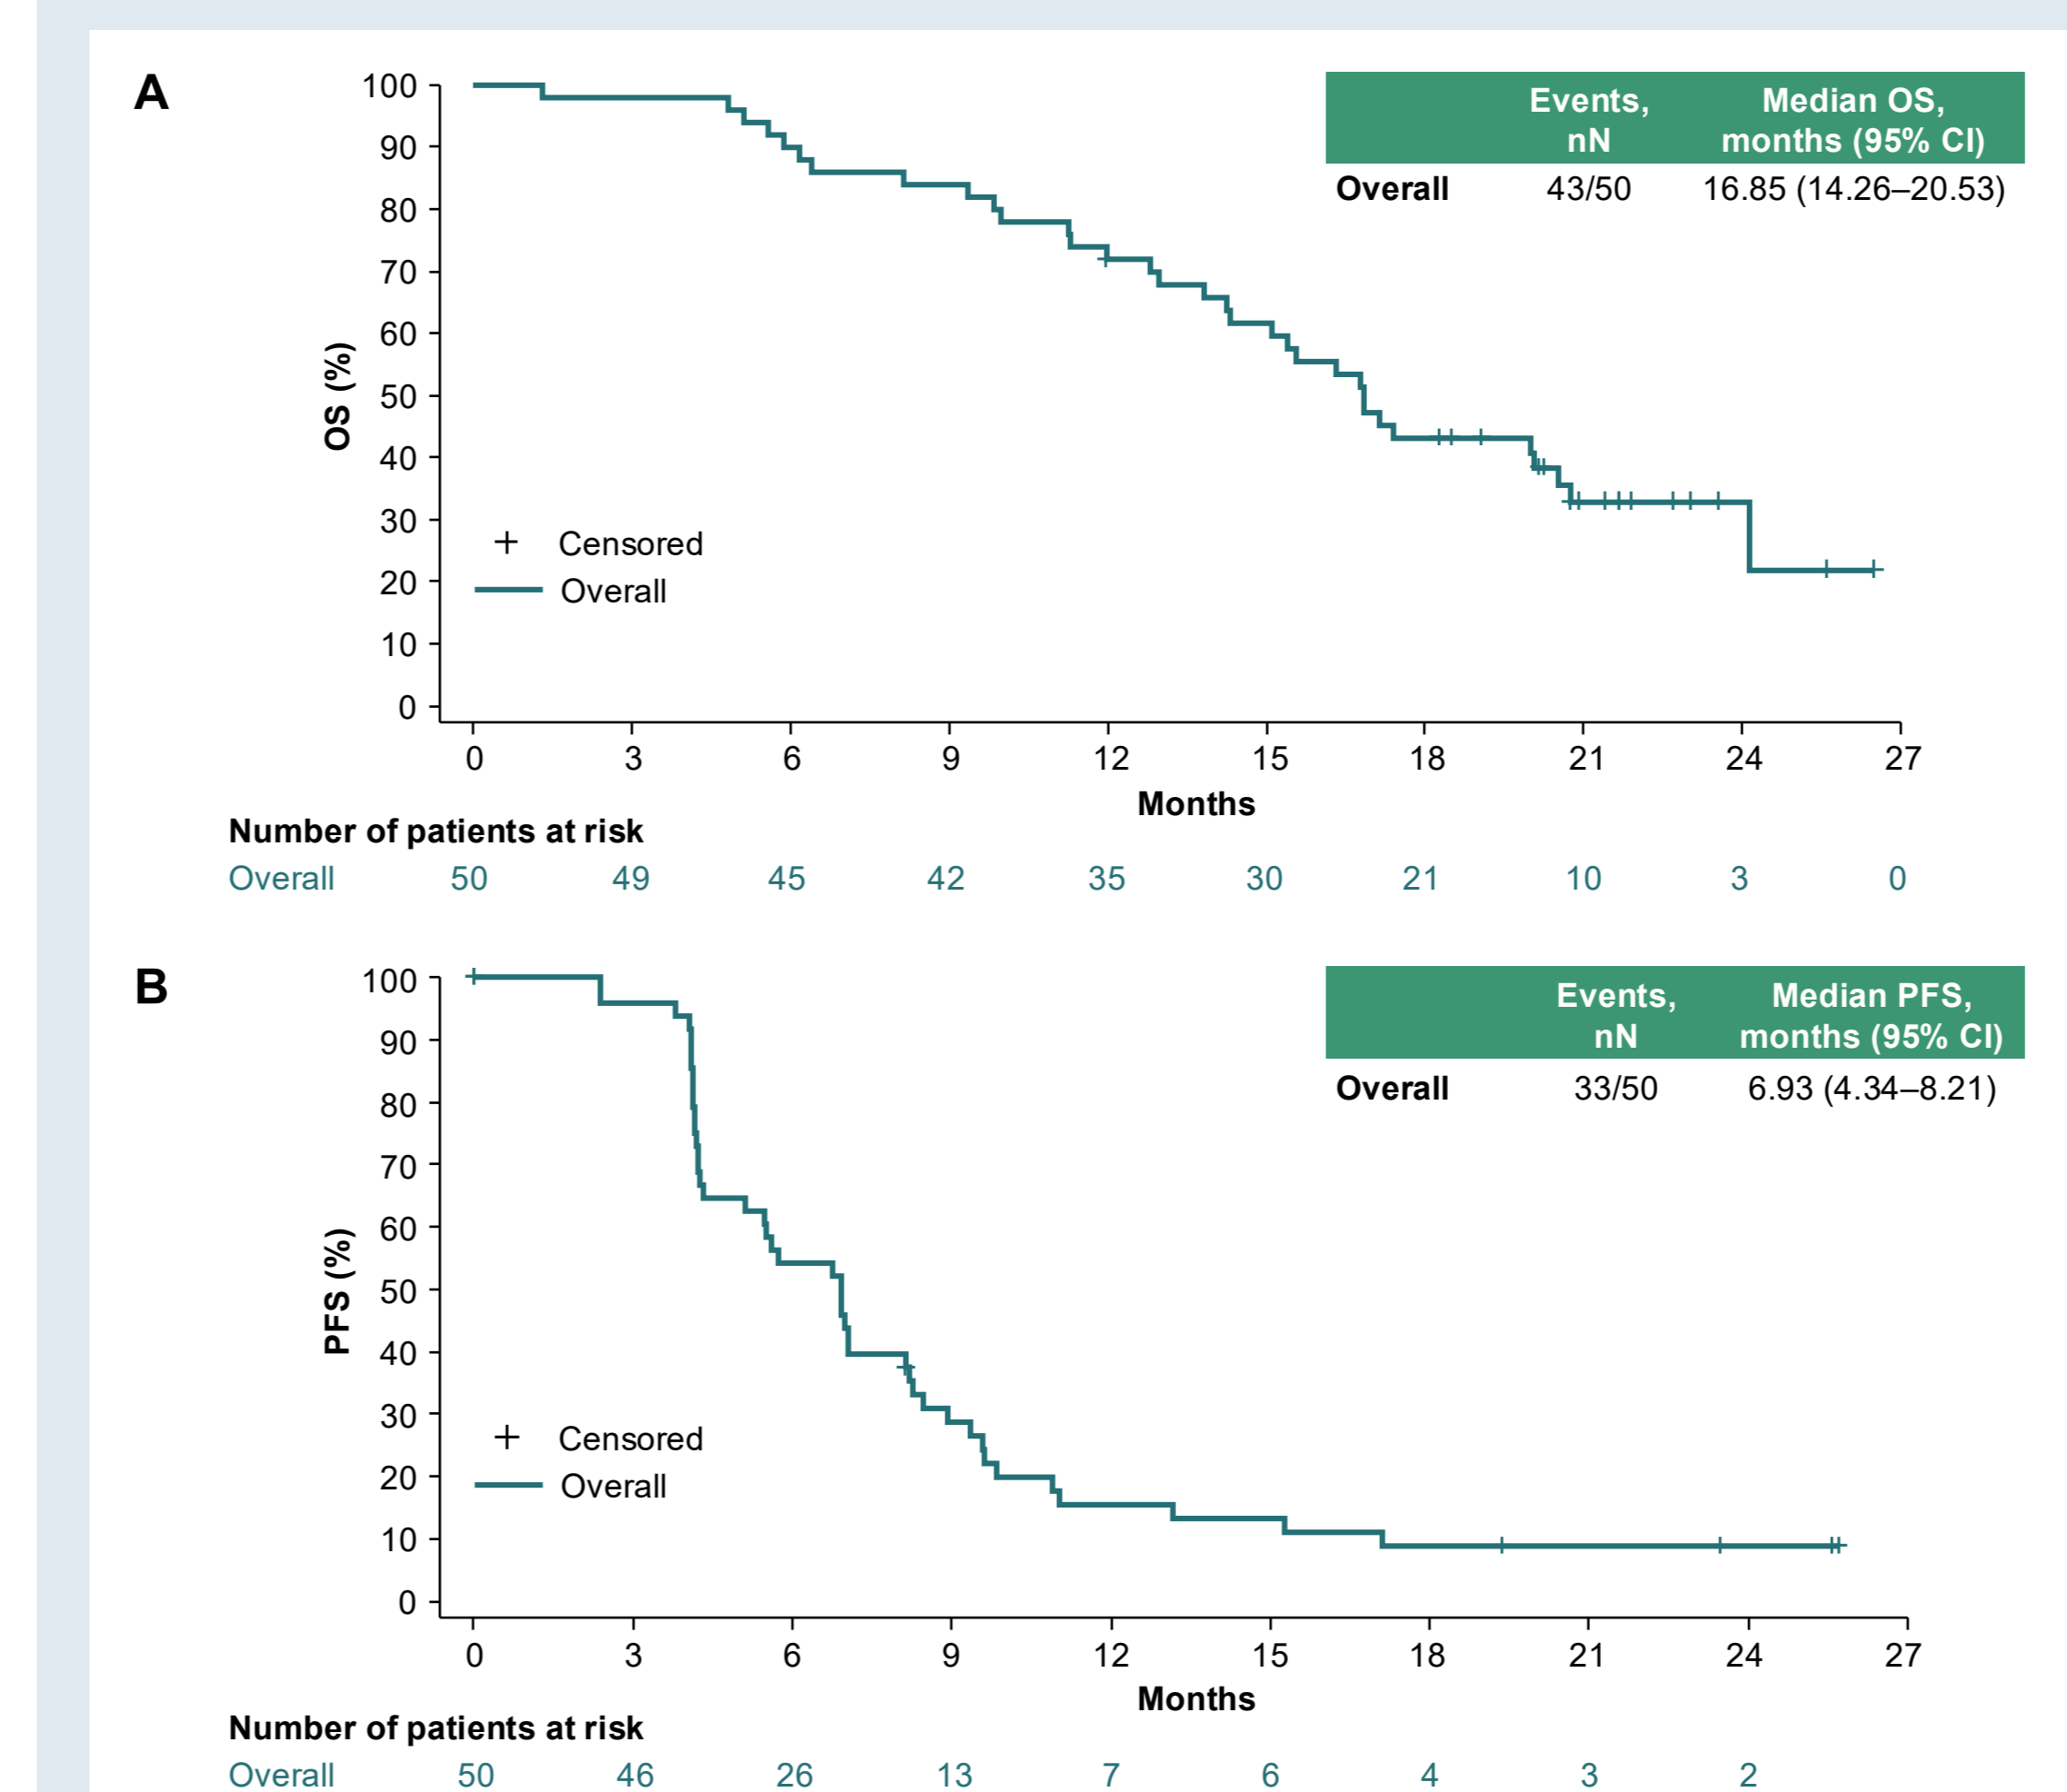 A
Events, Median OS,
nN months (95% CI)
Overall 43/50 16.85 (14.26–20.53)
100
90
80
70
60
50
40
30
20
10
0
OS (%)
+ Censored
Overall
0 3 6 9 12 15 18 21 24 27
Months
Number of patients at risk
Overall 50 49 45 42 35 30 21 10 3 0
B
Events, Median PFS,
nN months (95% CI)
Overall 33/50 6.93 (4.34–8.21)
100
90
80
70
60
50
40
30
20
10
0
PFS (%)
+ Censored
Overall
0 3 6 9 12 15 18 21 24 27
Months
Number of patients at risk
Overall 50 46 26 13 7 6 4 3 2